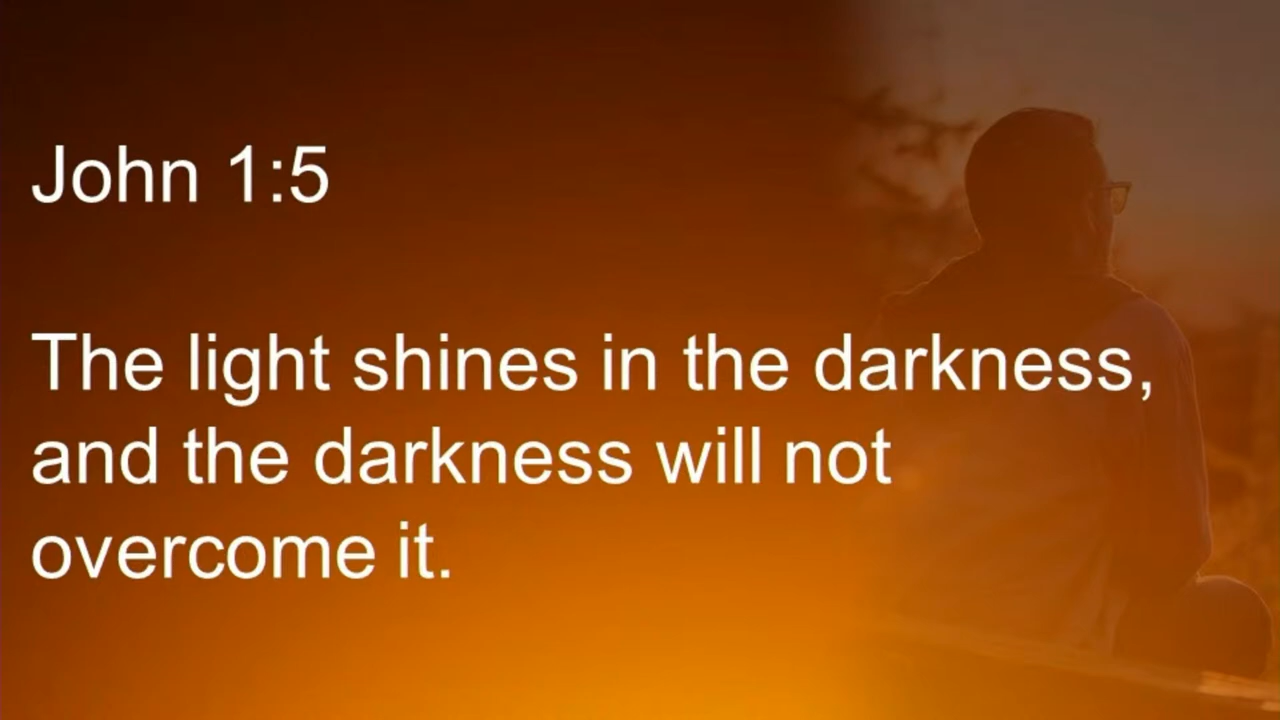 John 1:5
The light shines in the darkness,
and the darkness will not
overcome it.